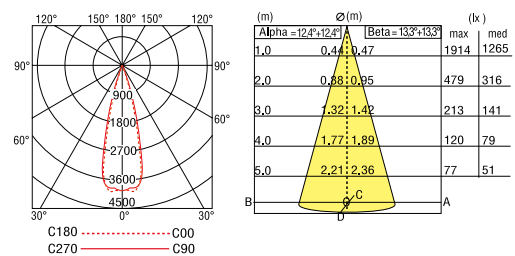 120° 150° 180° 150° 120°
90° 90°
60° 60°
900
1800
2700
3600
4500
30° 0° 30°
C180 C00
C270 C90
(m) Ø(m) (lx)
Alpha =12,4°+12,4° Beta=13,3°+13,3° max med
1.0 0.44 0.47 1914 1265
2.0 0.88 0.95 479 316
3.0 1.32 1.42 213 141
4.0 1.77 1.89 120 79
5.0 2.21 2.36 77 51
C
B A
D